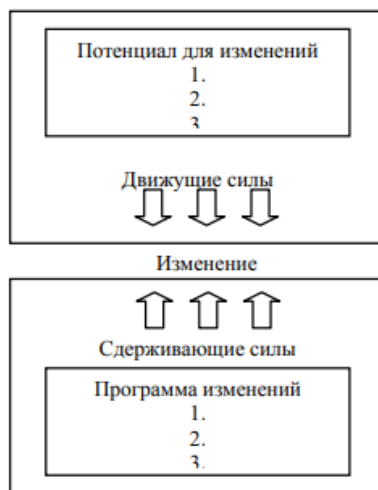 Потенциал для изменений
1.
2.
3
Движущие силы
Изменение
Сдерживающие силы
Программа изменений
1.
2.
3.